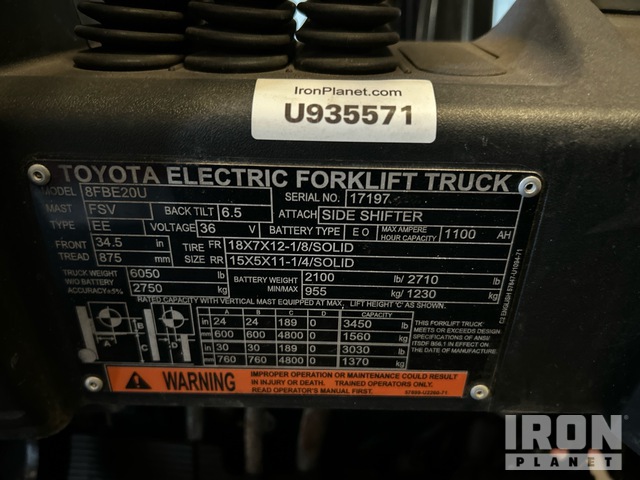 IronPlanet.com
U935571
TOYOTA ELECTRIC FORKLIFT TRUCK
MODEL 8FBE20U SERIAL NO. 17197
MAST FSV BACK TILT 6.5 ATTACH SIDE SHIFTER
TYPE EE VOLTAGE 36 V BATTERY TYPE E O MAX AMPERE HOUR CAPACITY 1100 AH
FRONT TREAD 34.5 in TIRE SIZE FR 18X7X12-1/8/SOLID
875 mm RR 15X5X11-1/4/SOLID
TRUCK WEIGHT W/O BATTERY ACCURACY±5% 6050 lb BATTERY WEIGHT MIN/MAX 2100 lb/ 2710
2750 kg 955 kg/ 1230
RATED CAPACITY WITH VERTICAL MAST EQUIPPED AT MAX. LIFT HEIGHT 'C' AS SHOWN.
A B C D CAPACITY
in 24 24 189 0 3450 lb
600 600 4800 0 1560 kg
in 30 30 189 0 3030 lb
760 760 4800 0 1370 kg
A B C D
THIS FORKLIFT TRUCK
MEETS OR EXCEEDS DESIGN
SPECIFICATIONS OF ANSI/
ITSDF B56.1 IN EFFECT ON
THE DATE OF MANUFACTURE
WARNING
IMPROPER OPERATION OR MAINTENANCE COULD RESULT
IN INJURY OR DEATH. TRAINED OPERATORS ONLY.
READ OPERATOR'S MANUAL FIRST.
IRON
PLANET